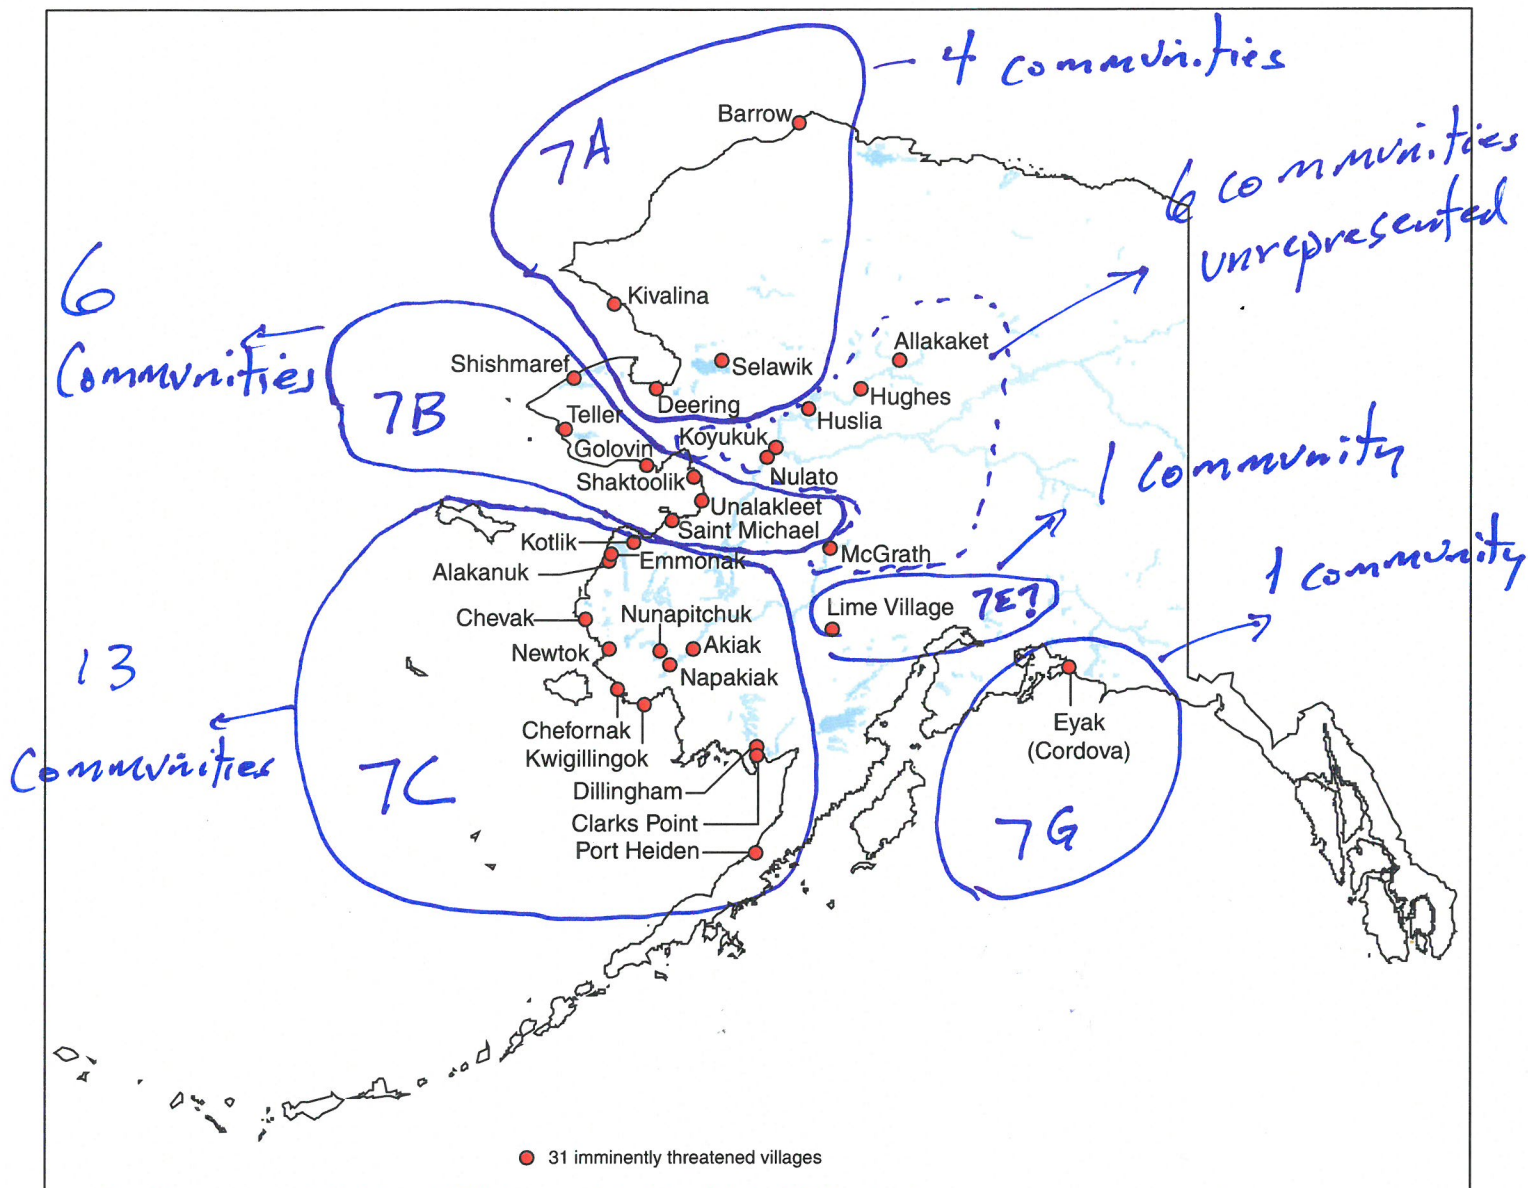 4 communities
Barrow
7A
6 communities
unrepresented
6
Communities
Kivalina
Allakaket
Shishmaref
Selawik
Hughes
7B
Deering
Teller
Huslia
Koyukuk
Golovin
Nulato
1 community
Shaktoolik
Unalakleet
Saint Michael
Kotlik
McGrath
Emmonak
Alakanuk
1 community
Lime Village
7E?
Chevak
Nunapitchuk
Newtok
Akiak
13
Communities
Napakiak
Chefornak
Kwigillingok
Eyak
(Cordova)
7C
Dillingham
Clarks Point
7G
Port Heiden
31 imminently threatened villages